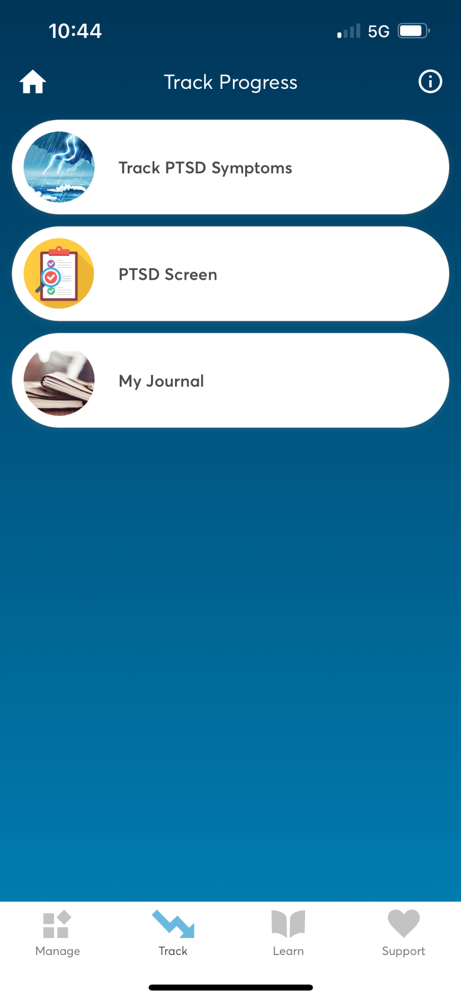 10:44
5G
Track Progress
Track PTSD Symptoms
PTSD Screen
My Journal
Manage
Track
Learn
Support